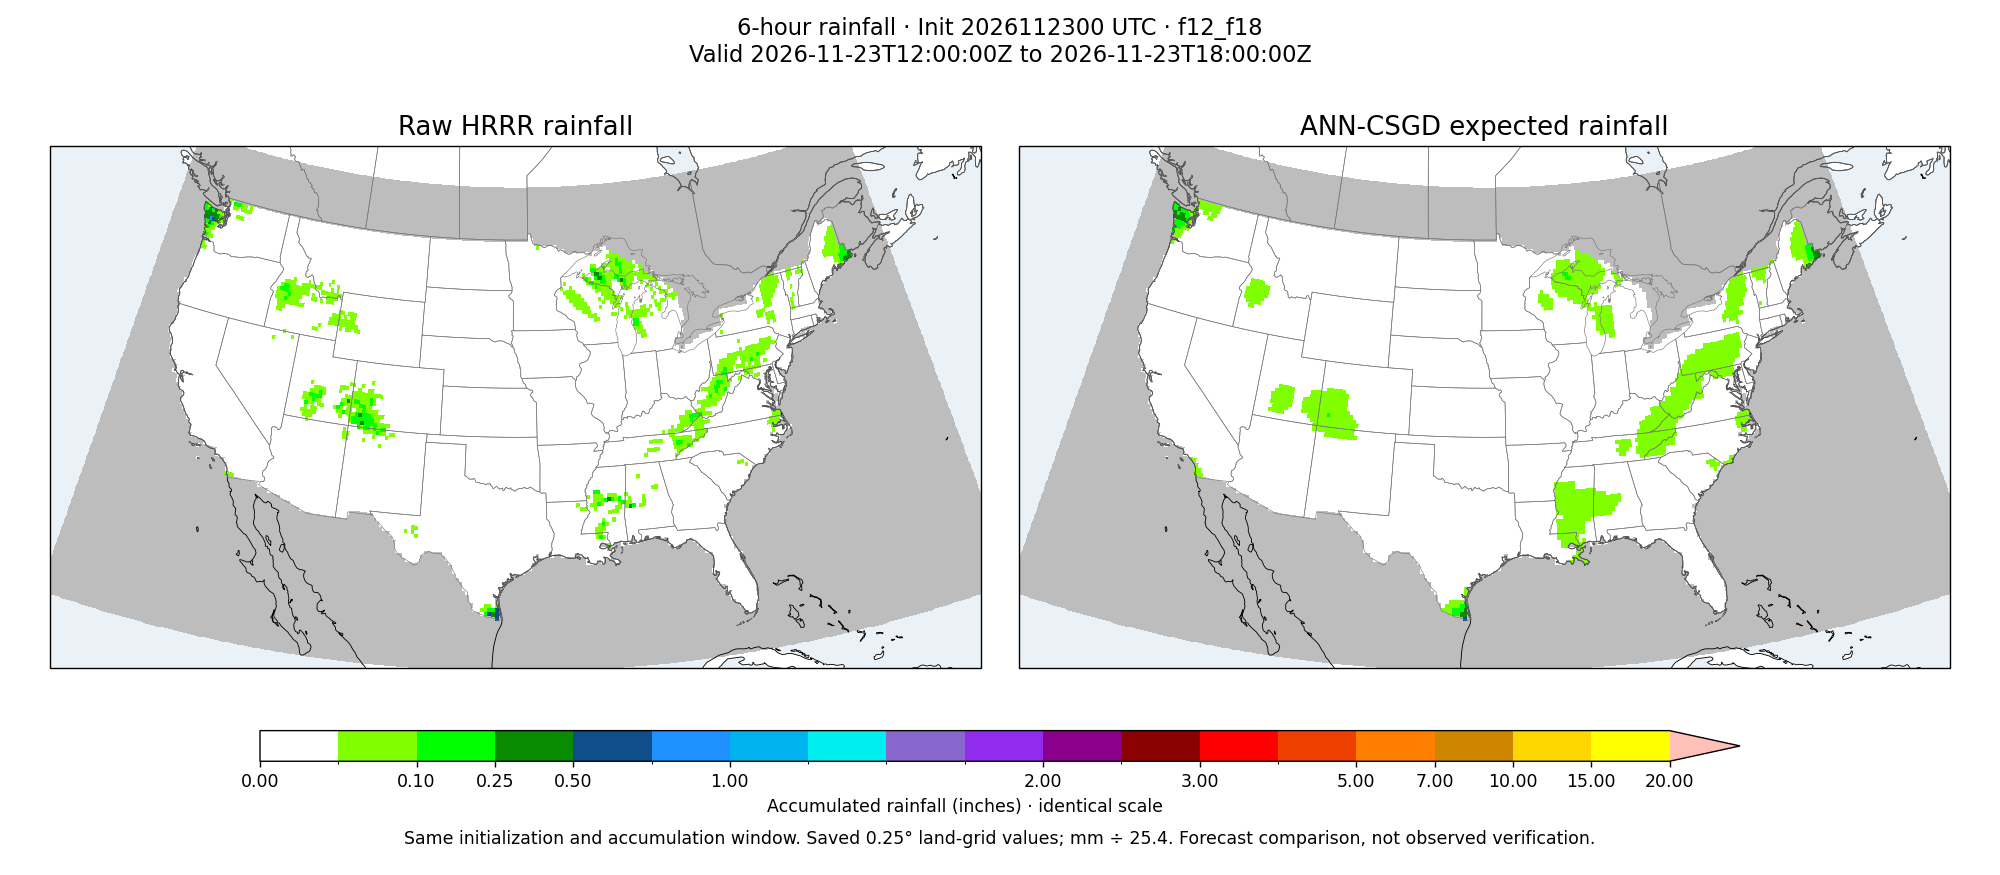 6-hour rainfall · Init 2026112300 UTC · f12_f18
Valid 2026-11-23T12:00:00Z to 2026-11-23T18:00:00Z
Raw HRRR rainfall
ANN-CSGD expected rainfall
0.00 0.10 0.25 0.50 1.00 2.00 3.00 5.00 7.00 10.00 15.00 20.00
Accumulated rainfall (inches) · identical scale
Same initialization and accumulation window. Saved 0.25° land-grid values; mm ÷ 25.4. Forecast comparison, not observed verification.